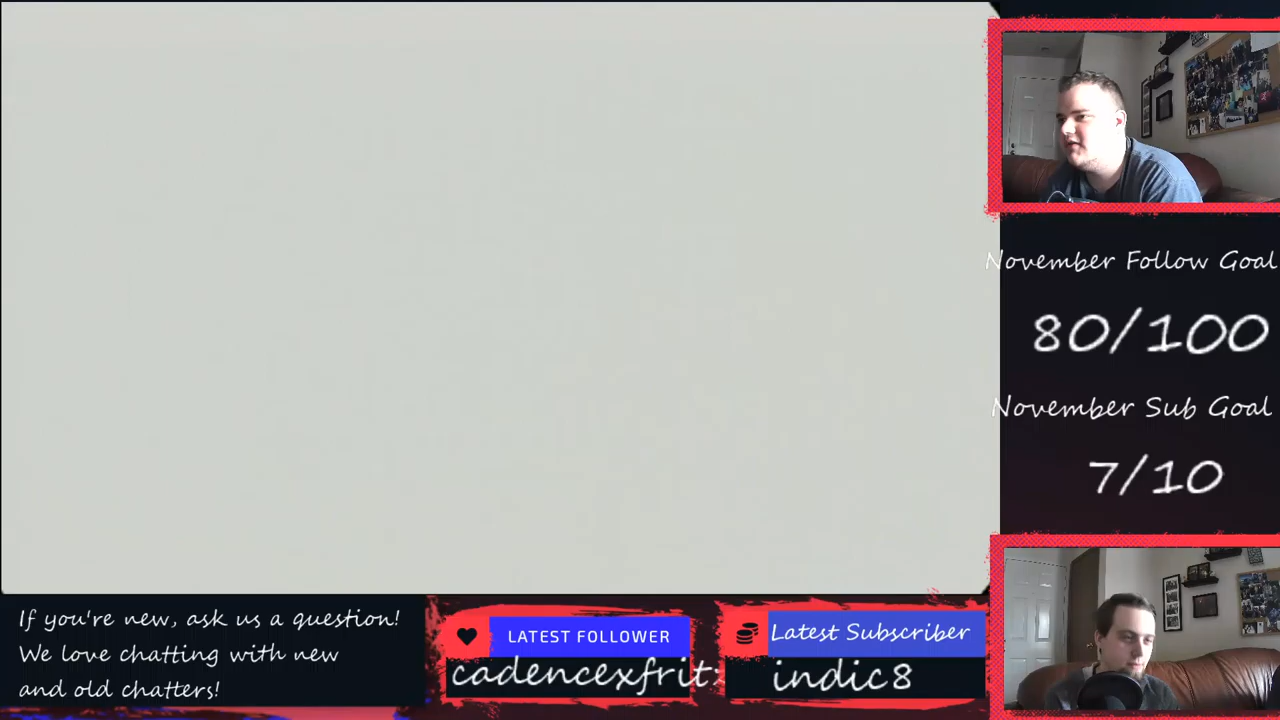 November Follow Goal
80/100
November Sub Goal
7/10
If you're new, ask us a question!
We love chatting with new
and old chatters!
LATEST FOLLOWER
cadencexfrit
Latest Subscriber
indic8